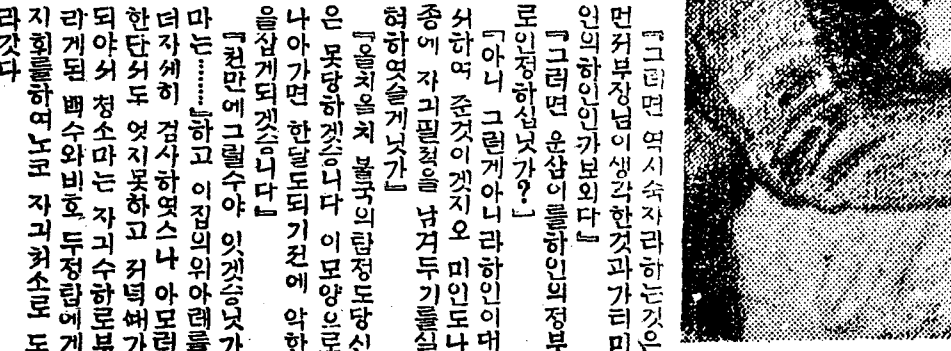 『그러면 역시숙자라하는것은
먼저부장님이생각한것과가티미
인의하인인가보외다』
『그러면 운삽이를하인의정부
로인정하십닛가?』
『아니 그런게아니라하인이대
서하여 준것이겟지오 미인도나
종에 자긔필적을 남겨두기를실
혀하엿슬게닛가』
『올치올치 불국의탐정도당신
은 못당하겟슴니다 이모양으로
나아가면 한달도되기전에 악한
을삽게되겟슴니다』
『천만에그럴수야 잇겟슴닛가
마는………』하고 이집의위아래를
더자세히 검사하엿스나 아모런
한단서도 엇지못하고 저녁때가
되야서 청소마는 자긔수하로부
리게된 백수와비호 두정탐에게
지회를하여노코 자긔처소로 도
라갓다